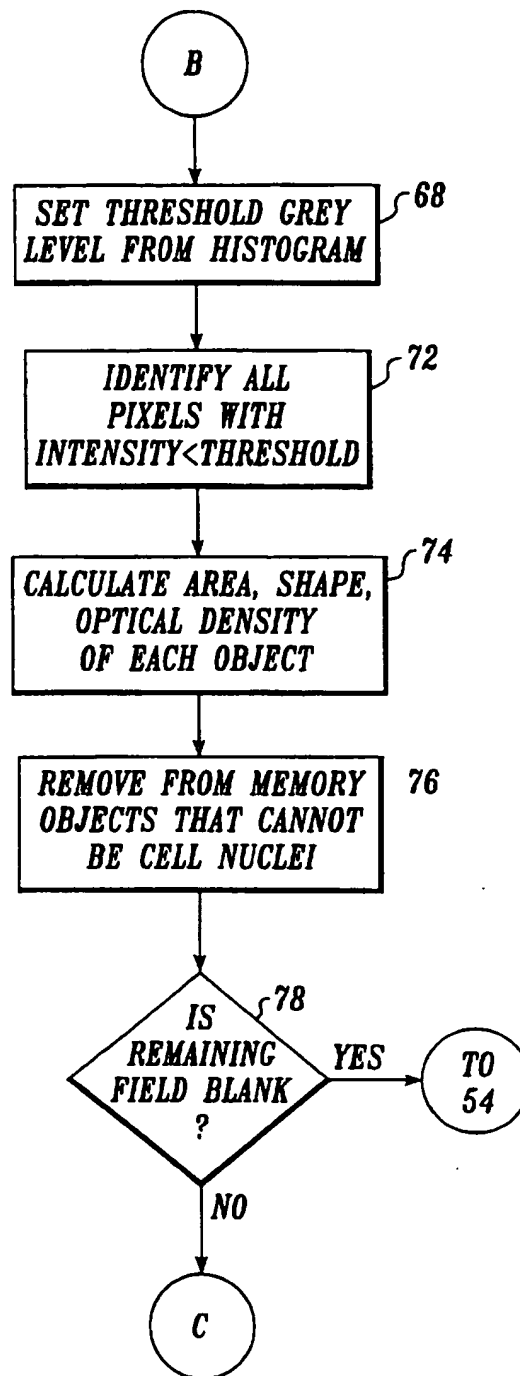 B
68
SET THRESHOLD GREY
LEVEL FROM HISTOGRAM
72
IDENTIFY ALL
PIXELS WITH
INTENSITY<THRESHOLD
74
CALCULATE AREA, SHAPE,
OPTICAL DENSITY
OF EACH OBJECT
76
REMOVE FROM MEMORY
OBJECTS THAT CANNOT
BE CELL NUCLEI
78
IS
REMAINING
FIELD BLANK
?
YES
TO
54
NO
C